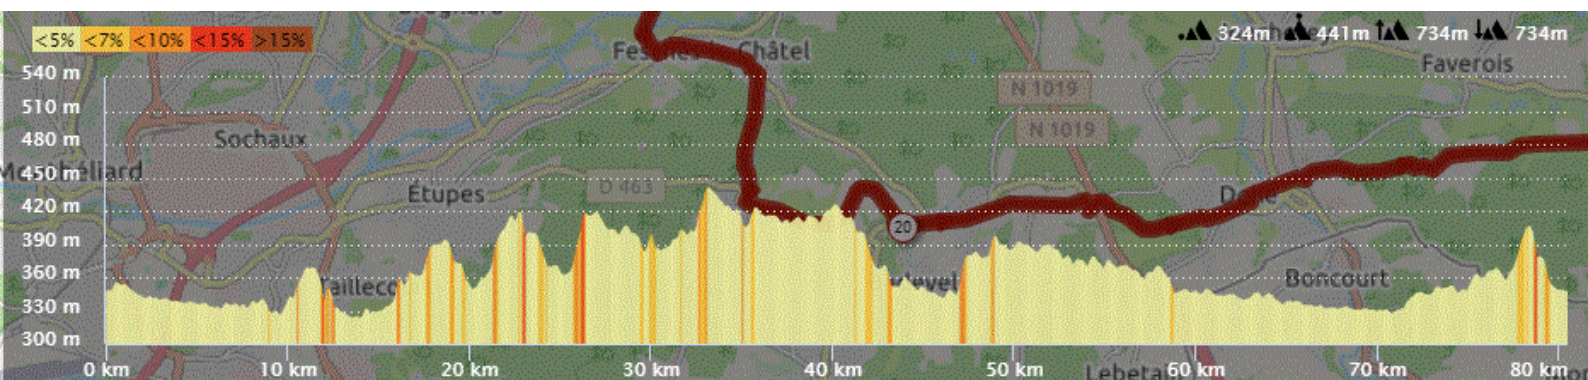 <5% <7% <10% <15% >15%
324m 441m 734m 734m
Châtel
Faverois
540 m
N 1019
510 m
N 1019
Sochaux
480 m
450 m
Étupes
D 463
420 m
20
390 m
360 m
Boncourt
330 m
300 m
0 km 10 km 20 km 30 km 40 km 50 km 60 km 70 km 80 km